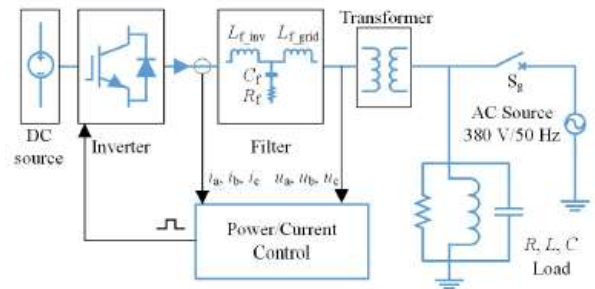 Transformer
L_f_inv L_f_grid
C_f
R_f
S_g
AC Source
380 V/50 Hz
DC
source
Inverter
Filter
i_a, i_b, i_c u_a, u_b, u_c
Power/Current
Control
R, L, C
Load